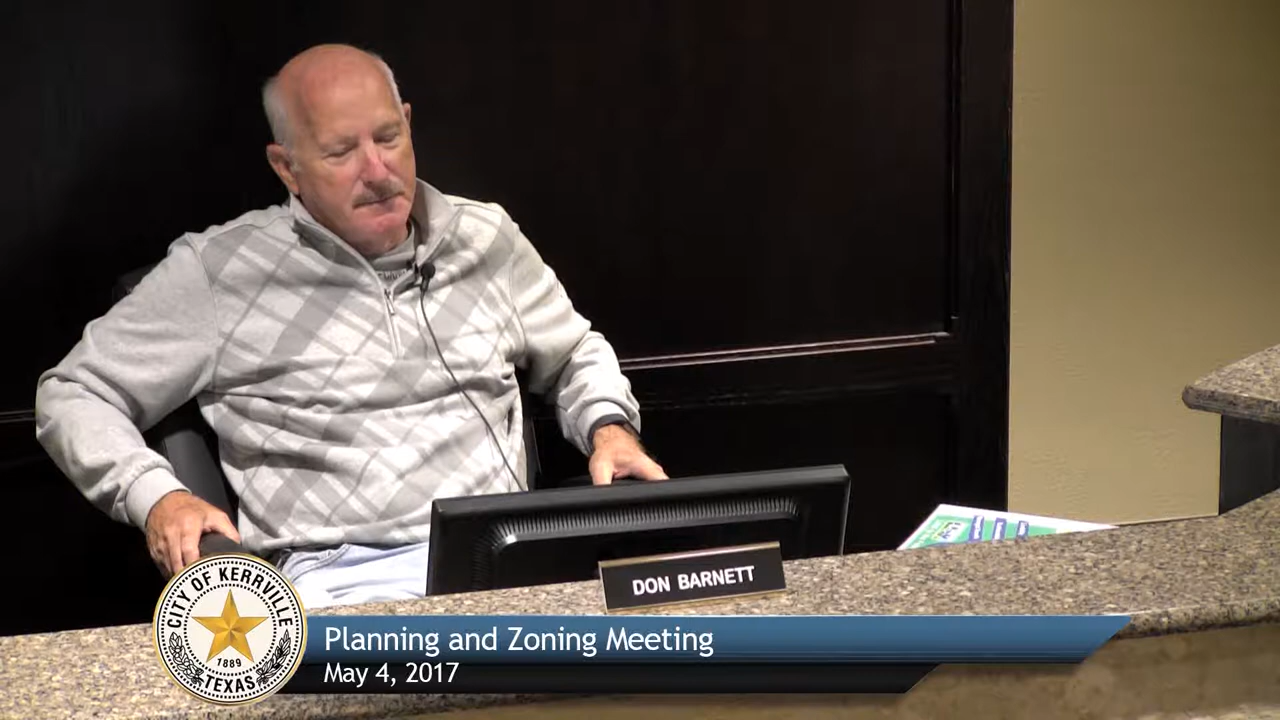 DON BARNETT
CITY OF KERRVILLE
1889
TEXAS
Planning and Zoning Meeting
May 4, 2017